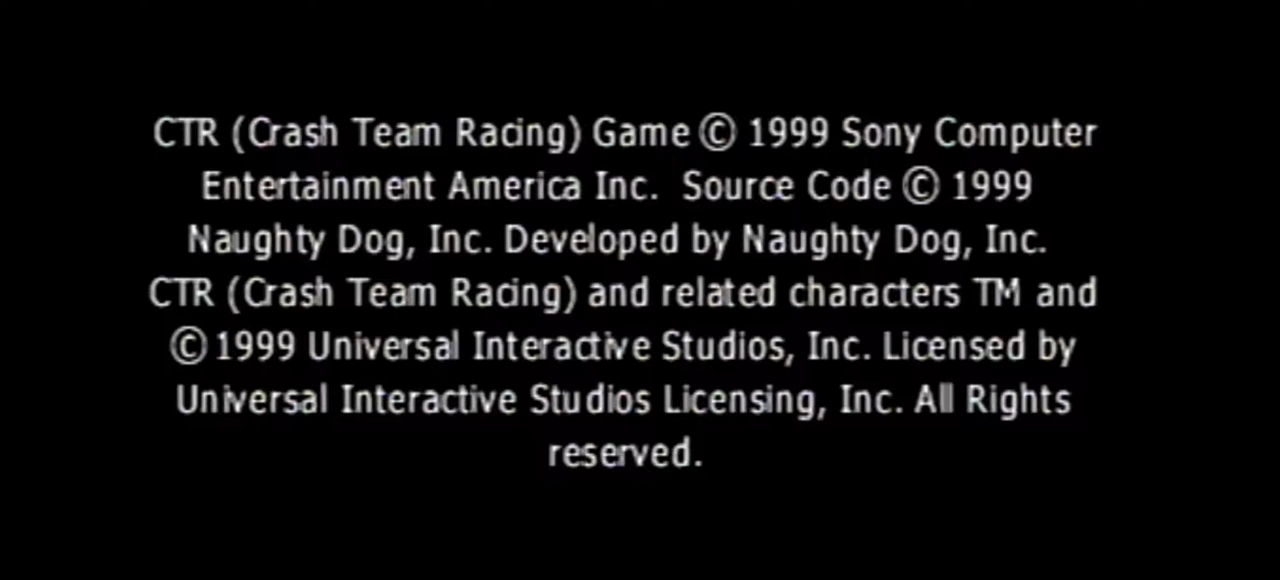 CTR (Crash Team Racing) Game © 1999 Sony Computer
Entertainment America Inc. Source Code © 1999
Naughty Dog, Inc. Developed by Naughty Dog, Inc.
CTR (Crash Team Racing) and related characters TM and
© 1999 Universal Interactive Studios, Inc. Licensed by
Universal Interactive Studios Licensing, Inc. All Rights
reserved.